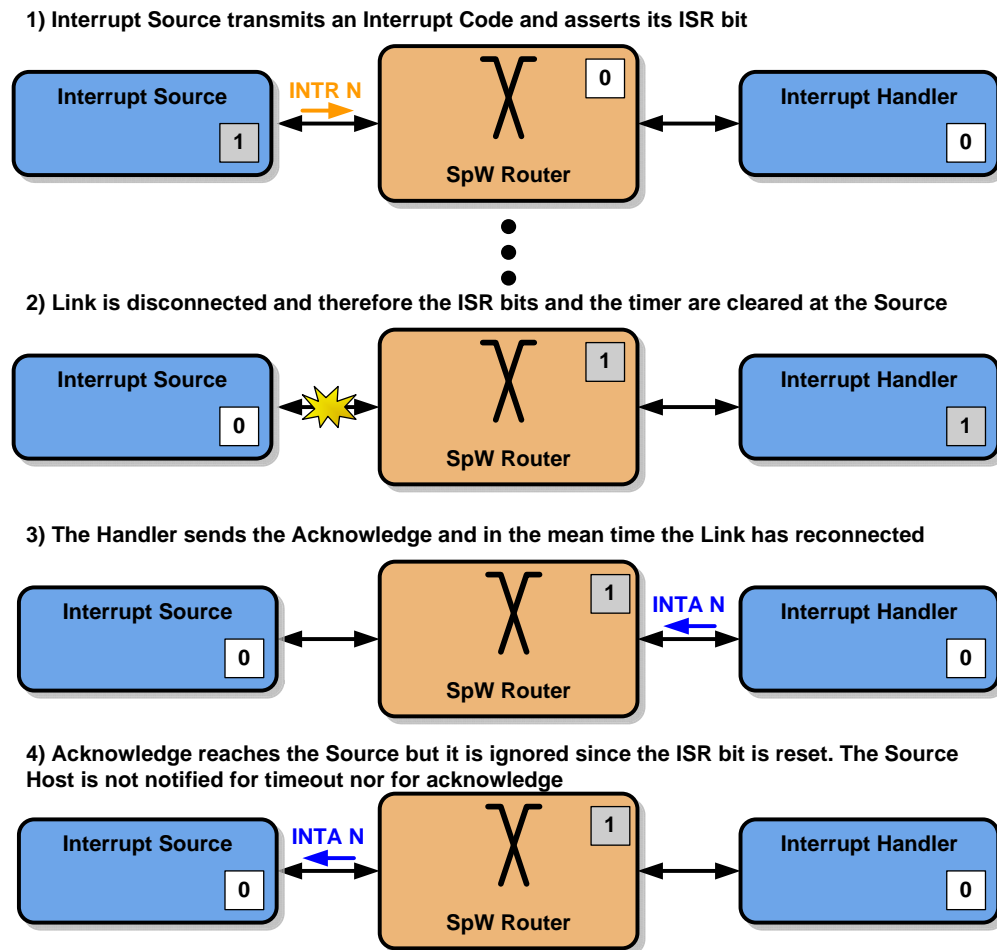 1) Interrupt Source transmits an Interrupt Code and asserts its ISR bit
Interrupt Source
1
INTR N
0
SpW Router
Interrupt Handler
0
2) Link is disconnected and therefore the ISR bits and the timer are cleared at the Source
Interrupt Source
0
1
SpW Router
Interrupt Handler
1
3) The Handler sends the Acknowledge and in the mean time the Link has reconnected
Interrupt Source
0
1
SpW Router
INTA N
Interrupt Handler
0
4) Acknowledge reaches the Source but it is ignored since the ISR bit is reset. The Source
Host is not notified for timeout nor for acknowledge
Interrupt Source
0
INTA N
1
SpW Router
Interrupt Handler
0